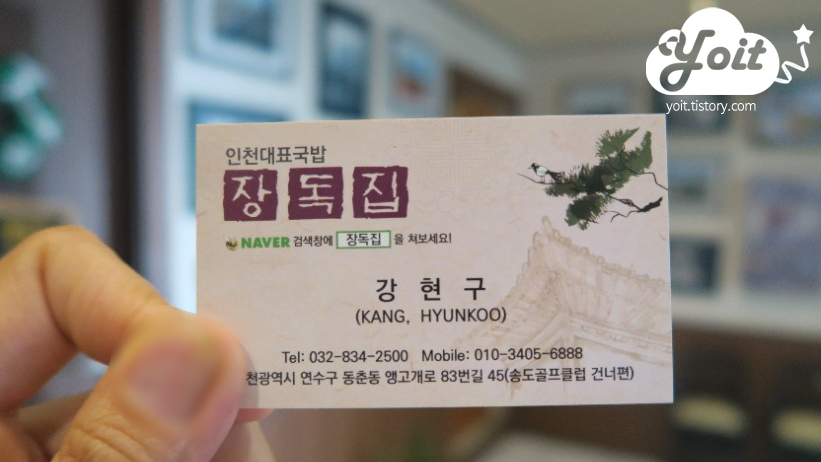 Yoit
yoit.tistory.com
인천대표국밥
장독집
NAVER 검색창에 장독집 을 쳐보세요!
강 현 구
(KANG, HYUNKOO)
Tel: 032-834-2500 Mobile: 010-3405-6888
천광역시 연수구 동춘동 앵고개로 83번길 45(송도골프클럽 건너편)